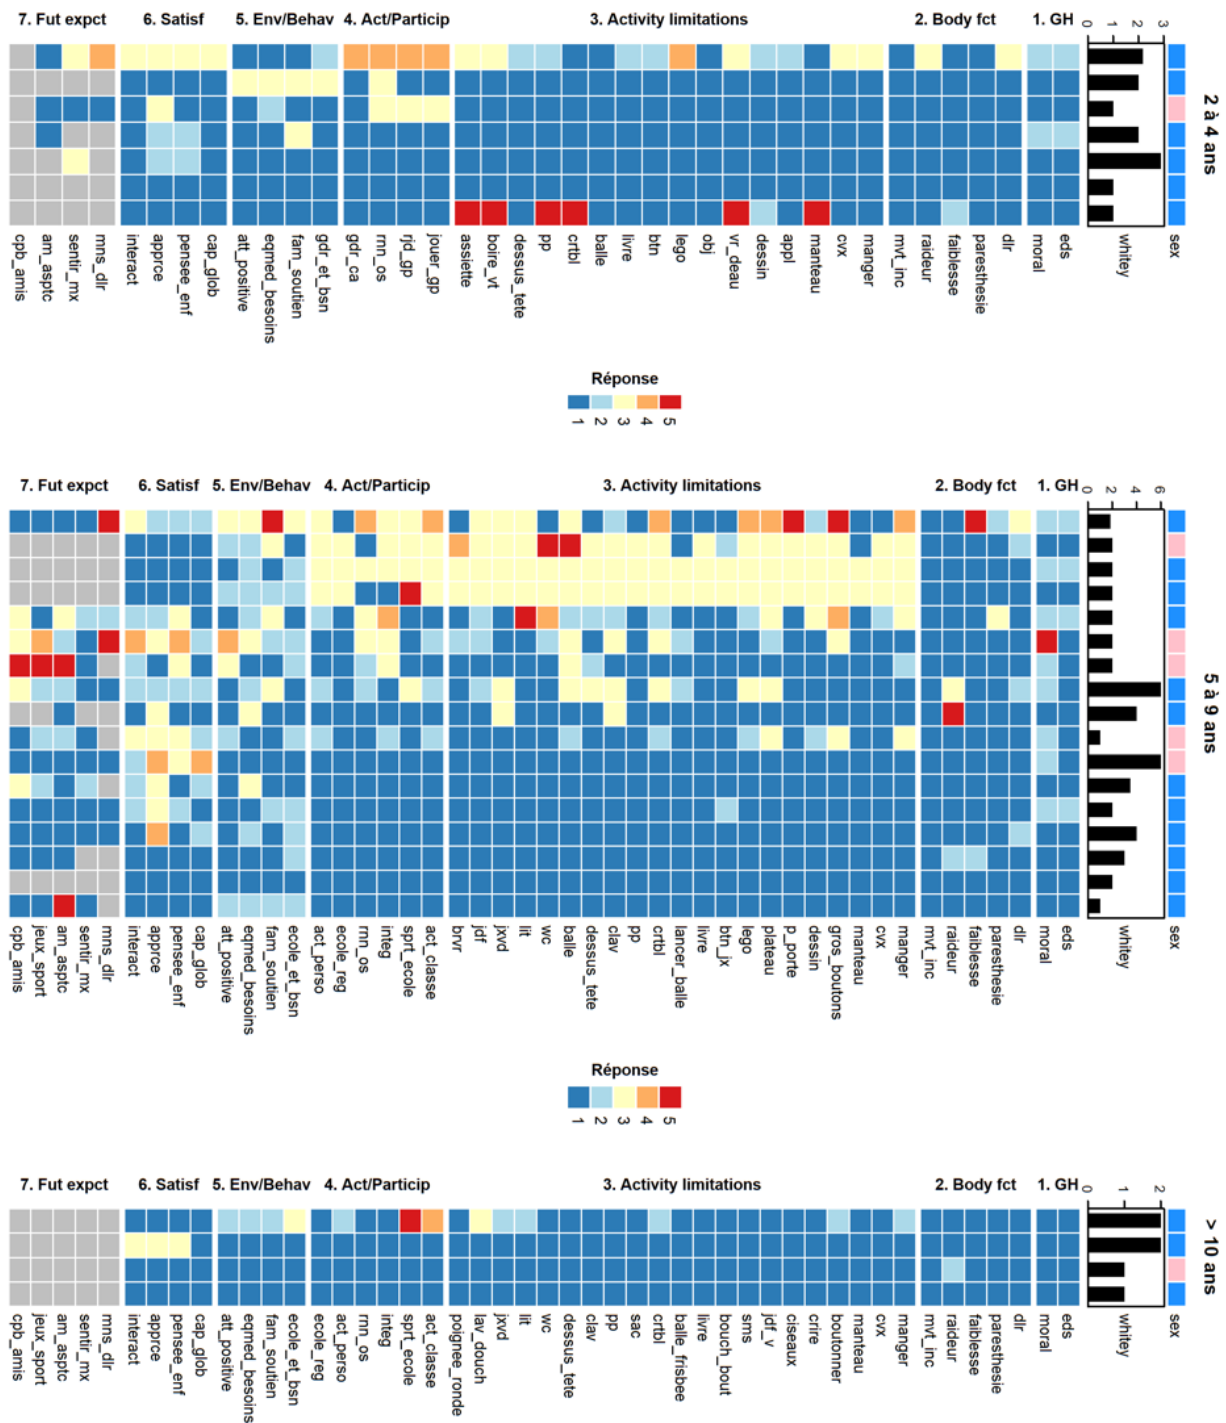 7. Fut expct
6. Satisf
5. Env/Behav
4. Act/Particip
3. Activity limitations
2. Body fct
1. GH
0
1
2
3
2 à 4 ans
cpb_amis
am_asptc
sentir_mx
mns_dlr
interact
apprce
pensee_enf
cap_glob
att_positive
eqmed_besoins
fam_soutien
gdr_et_bsn
gdr_ca
rnn_os
rjd_gp
jouer_gp
assiette
boire_vt
dessus_tete
pp
crtbl
balle
livre
btn
lego
obj
vr_deau
dessin
appl
manteau
cvx
manger
mvt_inc
raideur
faiblesse
paresthesie
dlr
moral
eds
whitey
sex
Réponse
1
2
3
4
5
7. Fut expct
6. Satisf
5. Env/Behav
4. Act/Particip
3. Activity limitations
2. Body fct
1. GH
0
2
4
6
5 à 9 ans
cpb_amis
jeux_sport
am_asptc
sentir_mx
mns_dlr
interact
apprce
pensee_enf
cap_glob
att_positive
eqmed_besoins
fam_soutien
ecole_et_bsn
act_perso
ecole_reg
rnn_os
integ
sprt_ecole
act_classe
brvr
jdf
jxvd
lit
wc
balle
dessus_tete
clav
pp
crtbl
lancer_balle
livre
btn_jx
lego
plateau
p_porte
dessin
gros_boutons
manteau
cvx
manger
mvt_inc
raideur
faiblesse
paresthesie
dlr
moral
eds
whitey
sex
Réponse
1
2
3
4
5
7. Fut expct
6. Satisf
5. Env/Behav
4. Act/Particip
3. Activity limitations
2. Body fct
1. GH
0
1
2
> 10 ans
cpb_amis
jeux_sport
am_asptc
sentir_mx
mns_dlr
interact
apprce
pensee_enf
cap_glob
att_positive
eqmed_besoins
fam_soutien
ecole_et_bsn
ecole_reg
act_perso
rnn_os
integ
sprt_ecole
act_classe
poignee_ronde
lav_douch
jxvd
lit
wc
dessus_tete
clav
pp
sac
crtbl
balle_frisbee
livre
bouch_bout
sms
jdf_v
ciseaux
crire
boutonner
manteau
cvx
manger
mvt_inc
raideur
faiblesse
paresthesie
dlr
moral
eds
whitey
sex